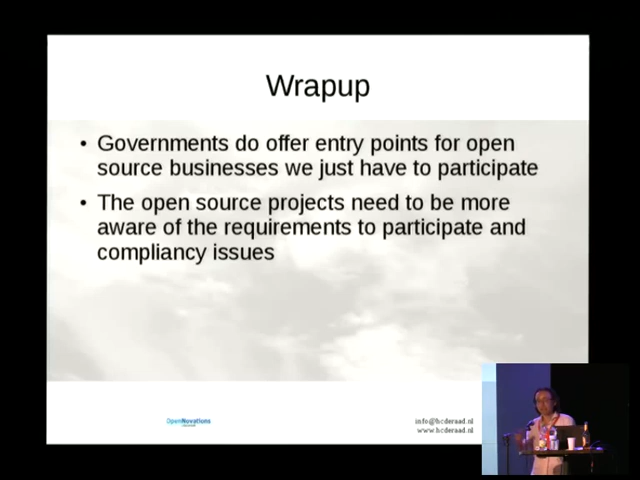 Wrapup
• Governments do offer entry points for open
source businesses we just have to participate
• The open source projects need to be more
aware of the requirements to participate and
compliancy issues
OpenNovations
info@hcderaad.nl
www.hcderaad.nl